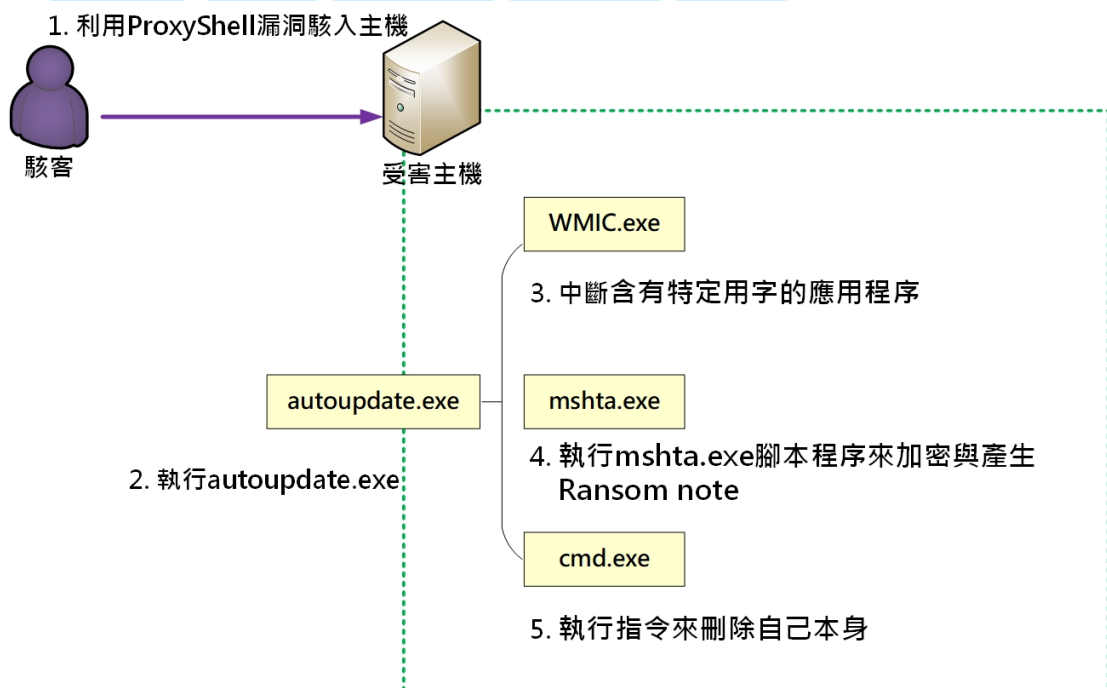 1. 利用ProxyShell漏洞駭入主機
駭客
受害主機
WMIC.exe
3. 中斷含有特定用字的應用程序
autoupdate.exe
mshta.exe
2. 執行autoupdate.exe
4. 執行mshta.exe腳本程序來加密與產生
Ransom note
cmd.exe
5. 執行指令來刪除自己本身